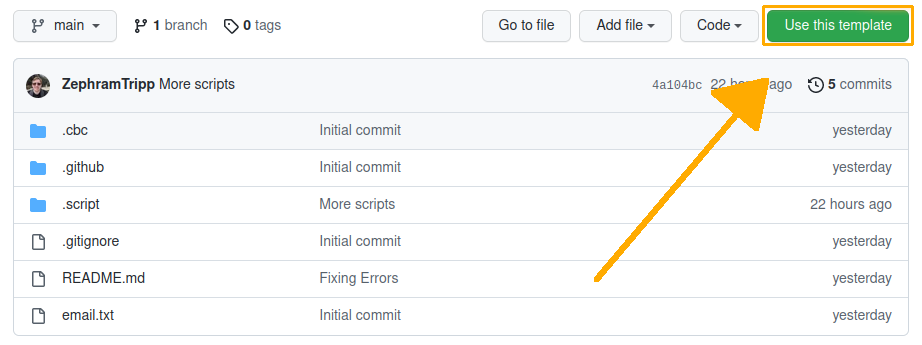 main 1 branch 0 tags Go to file Add file Code Use this template
ZephramTripp More scripts 4a104bc 22 hours ago 5 commits
.cbc Initial commit yesterday
.github Initial commit yesterday
.script More scripts 22 hours ago
.gitignore Initial commit yesterday
README.md Fixing Errors yesterday
email.txt Initial commit yesterday